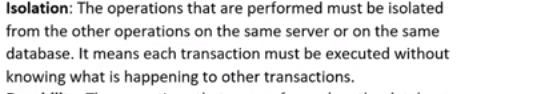 Isolation: The operations that are performed must be isolated
from the other operations on the same server or on the same
database. It means each transaction must be executed without
knowing what is happening to other transactions.